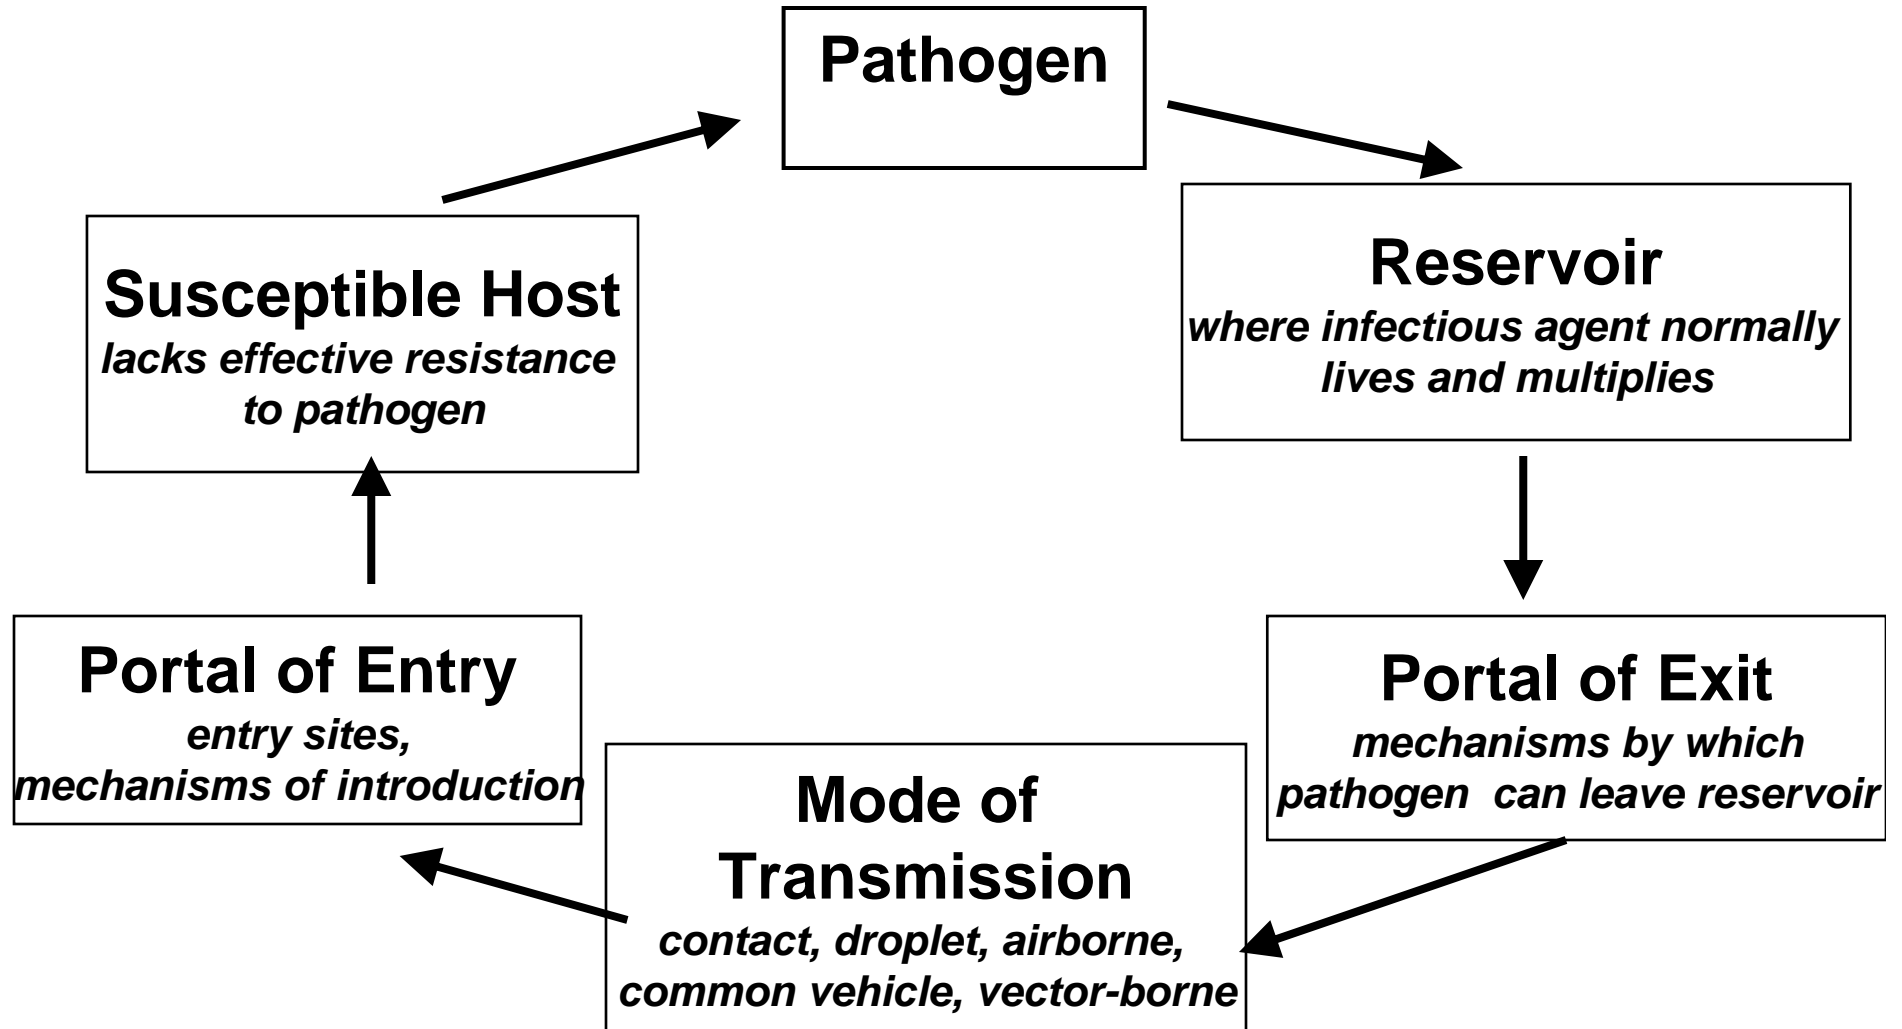 Pathogen
Reservoir
where infectious agent normally
lives and multiplies
Portal of Exit
mechanisms by which
pathogen can leave reservoir
Mode of
Transmission
contact, droplet, airborne,
common vehicle, vector-borne
Portal of Entry
entry sites,
mechanisms of introduction
Susceptible Host
lacks effective resistance
to pathogen